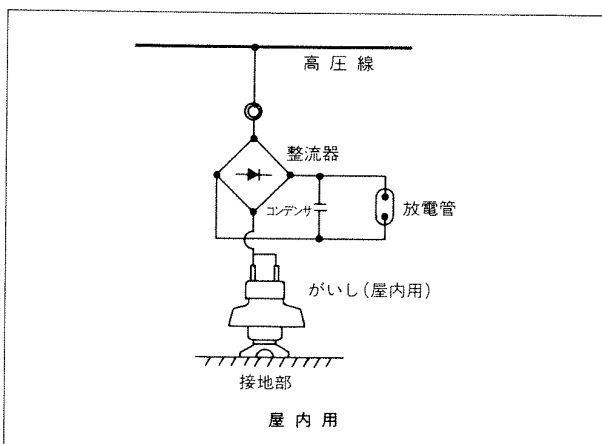 高圧線
整流器
コンデンサ
放電管
がいし(屋内用)
接地部
屋内用